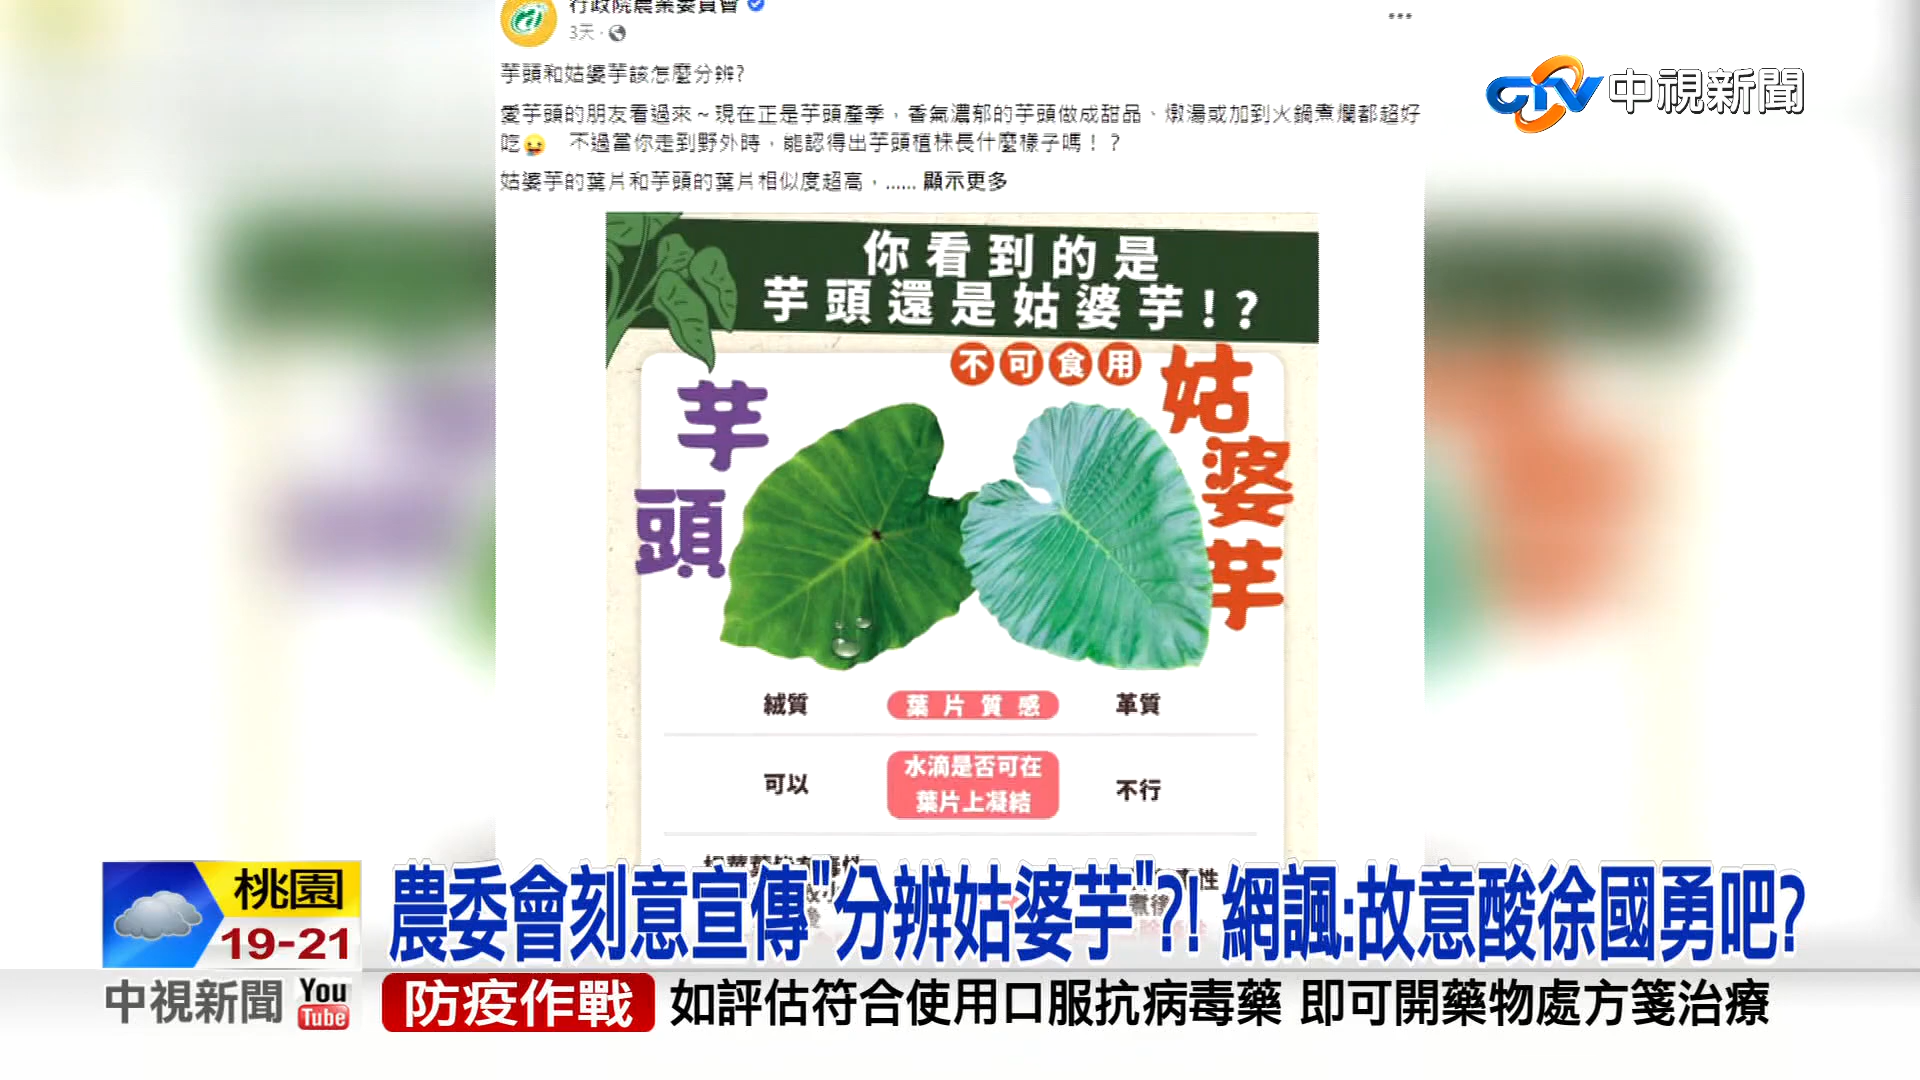 行政院農業委員會
3天
芋頭和姑婆芋該怎麼分辨?
愛芋頭的朋友看過來~現在正是芋頭產季，香氣濃郁的芋頭做成甜品、燉湯或加到火鍋煮爛都超好
吃 不過當你走到野外時，能認得出芋頭植株長什麼樣子嗎！？
姑婆芋的葉片和芋頭的葉片相似度超高，...... 顯示更多
CTV 中視新聞
你看到的是
芋頭還是姑婆芋!?
不可食用
芋頭
姑婆芋
絨質 葉片質感 革質
可以 水滴是否可在
葉片上凝結 不行
桃園
19-21
農委會刻意宣傳"分辨姑婆芋"?! 網諷:故意酸徐國勇吧?
中視新聞 YouTube
防疫作戰 如評估符合使用口服抗病毒藥 即可開藥物處方箋治療